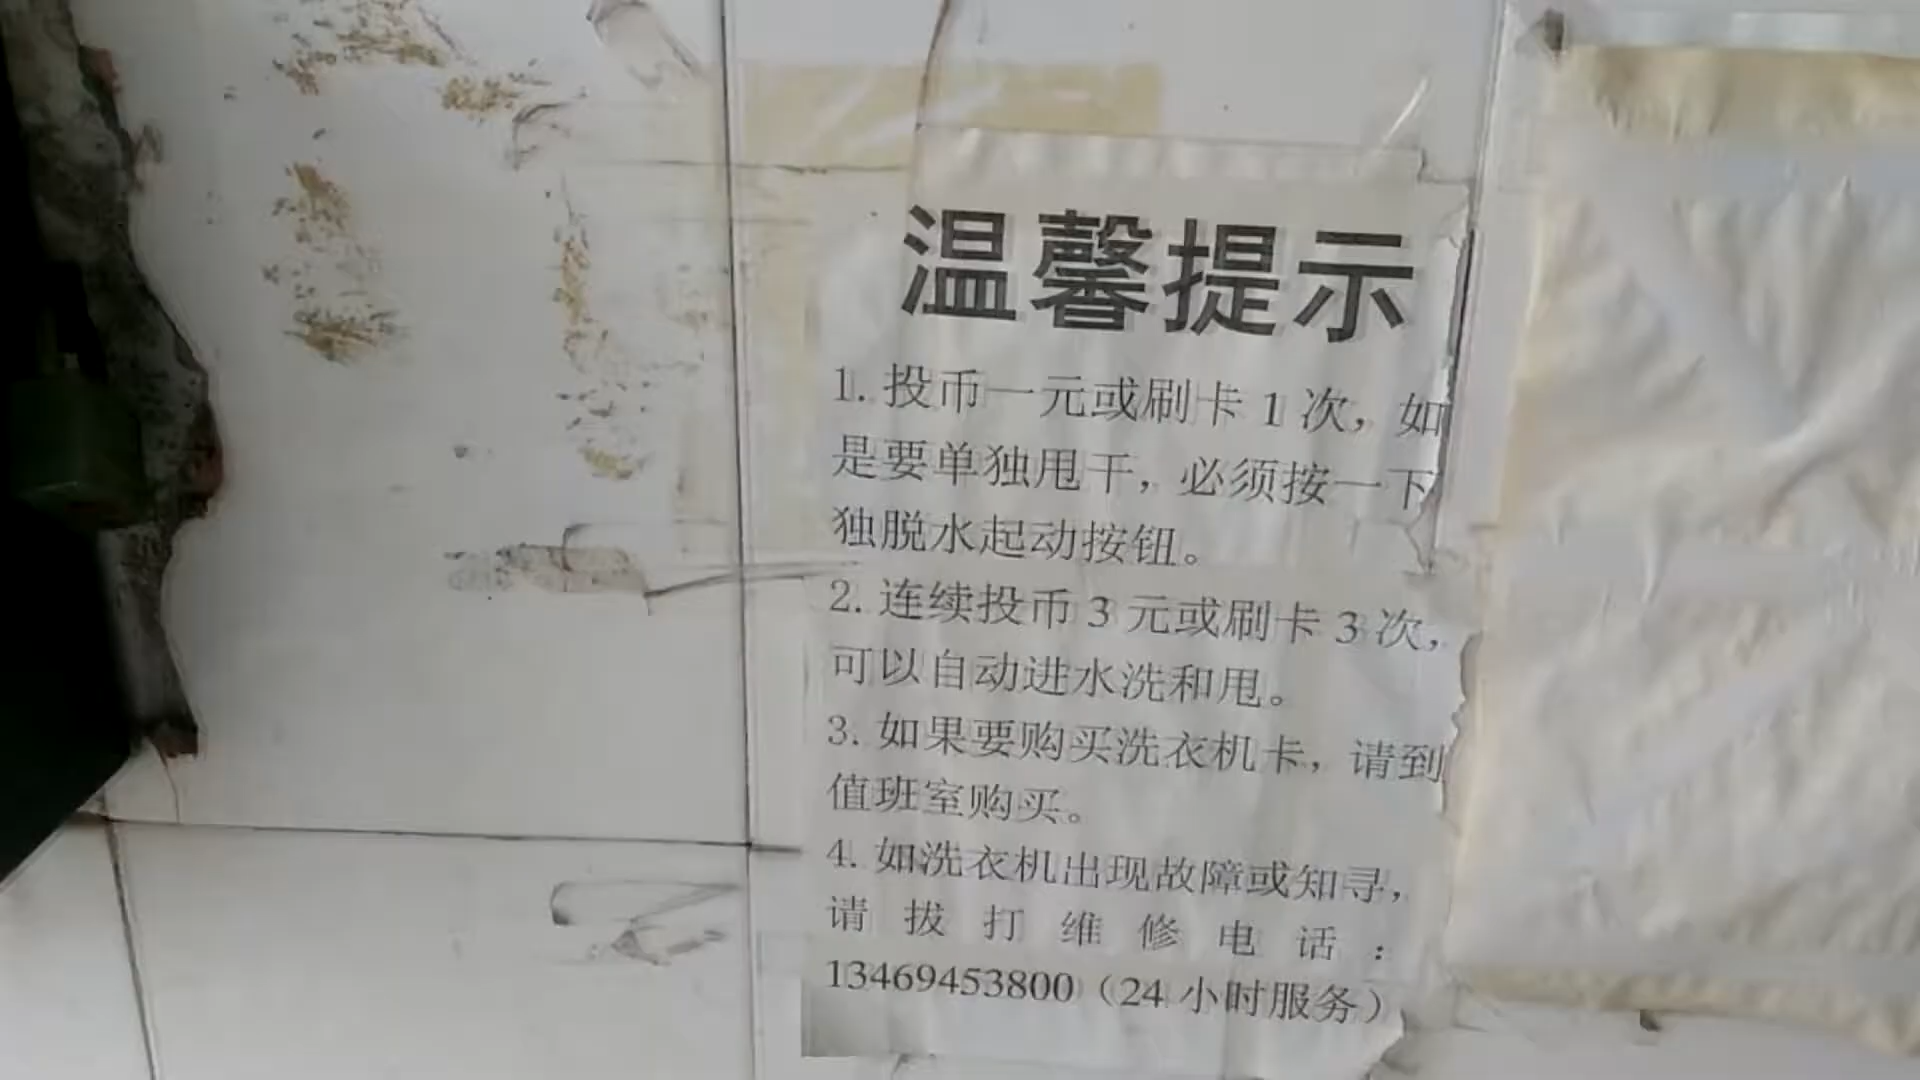 温馨提示
1. 投币一元或刷卡 1 次，如
是要单独甩干，必须按一下
独脱水起动按钮。
2. 连续投币 3 元或刷卡 3 次，
可以自动进水洗和甩。
3. 如果要购买洗衣机卡，请到
值班室购买。
4. 如洗衣机出现故障或知寻，
请拔打维修电话：
13469453800（24 小时服务）